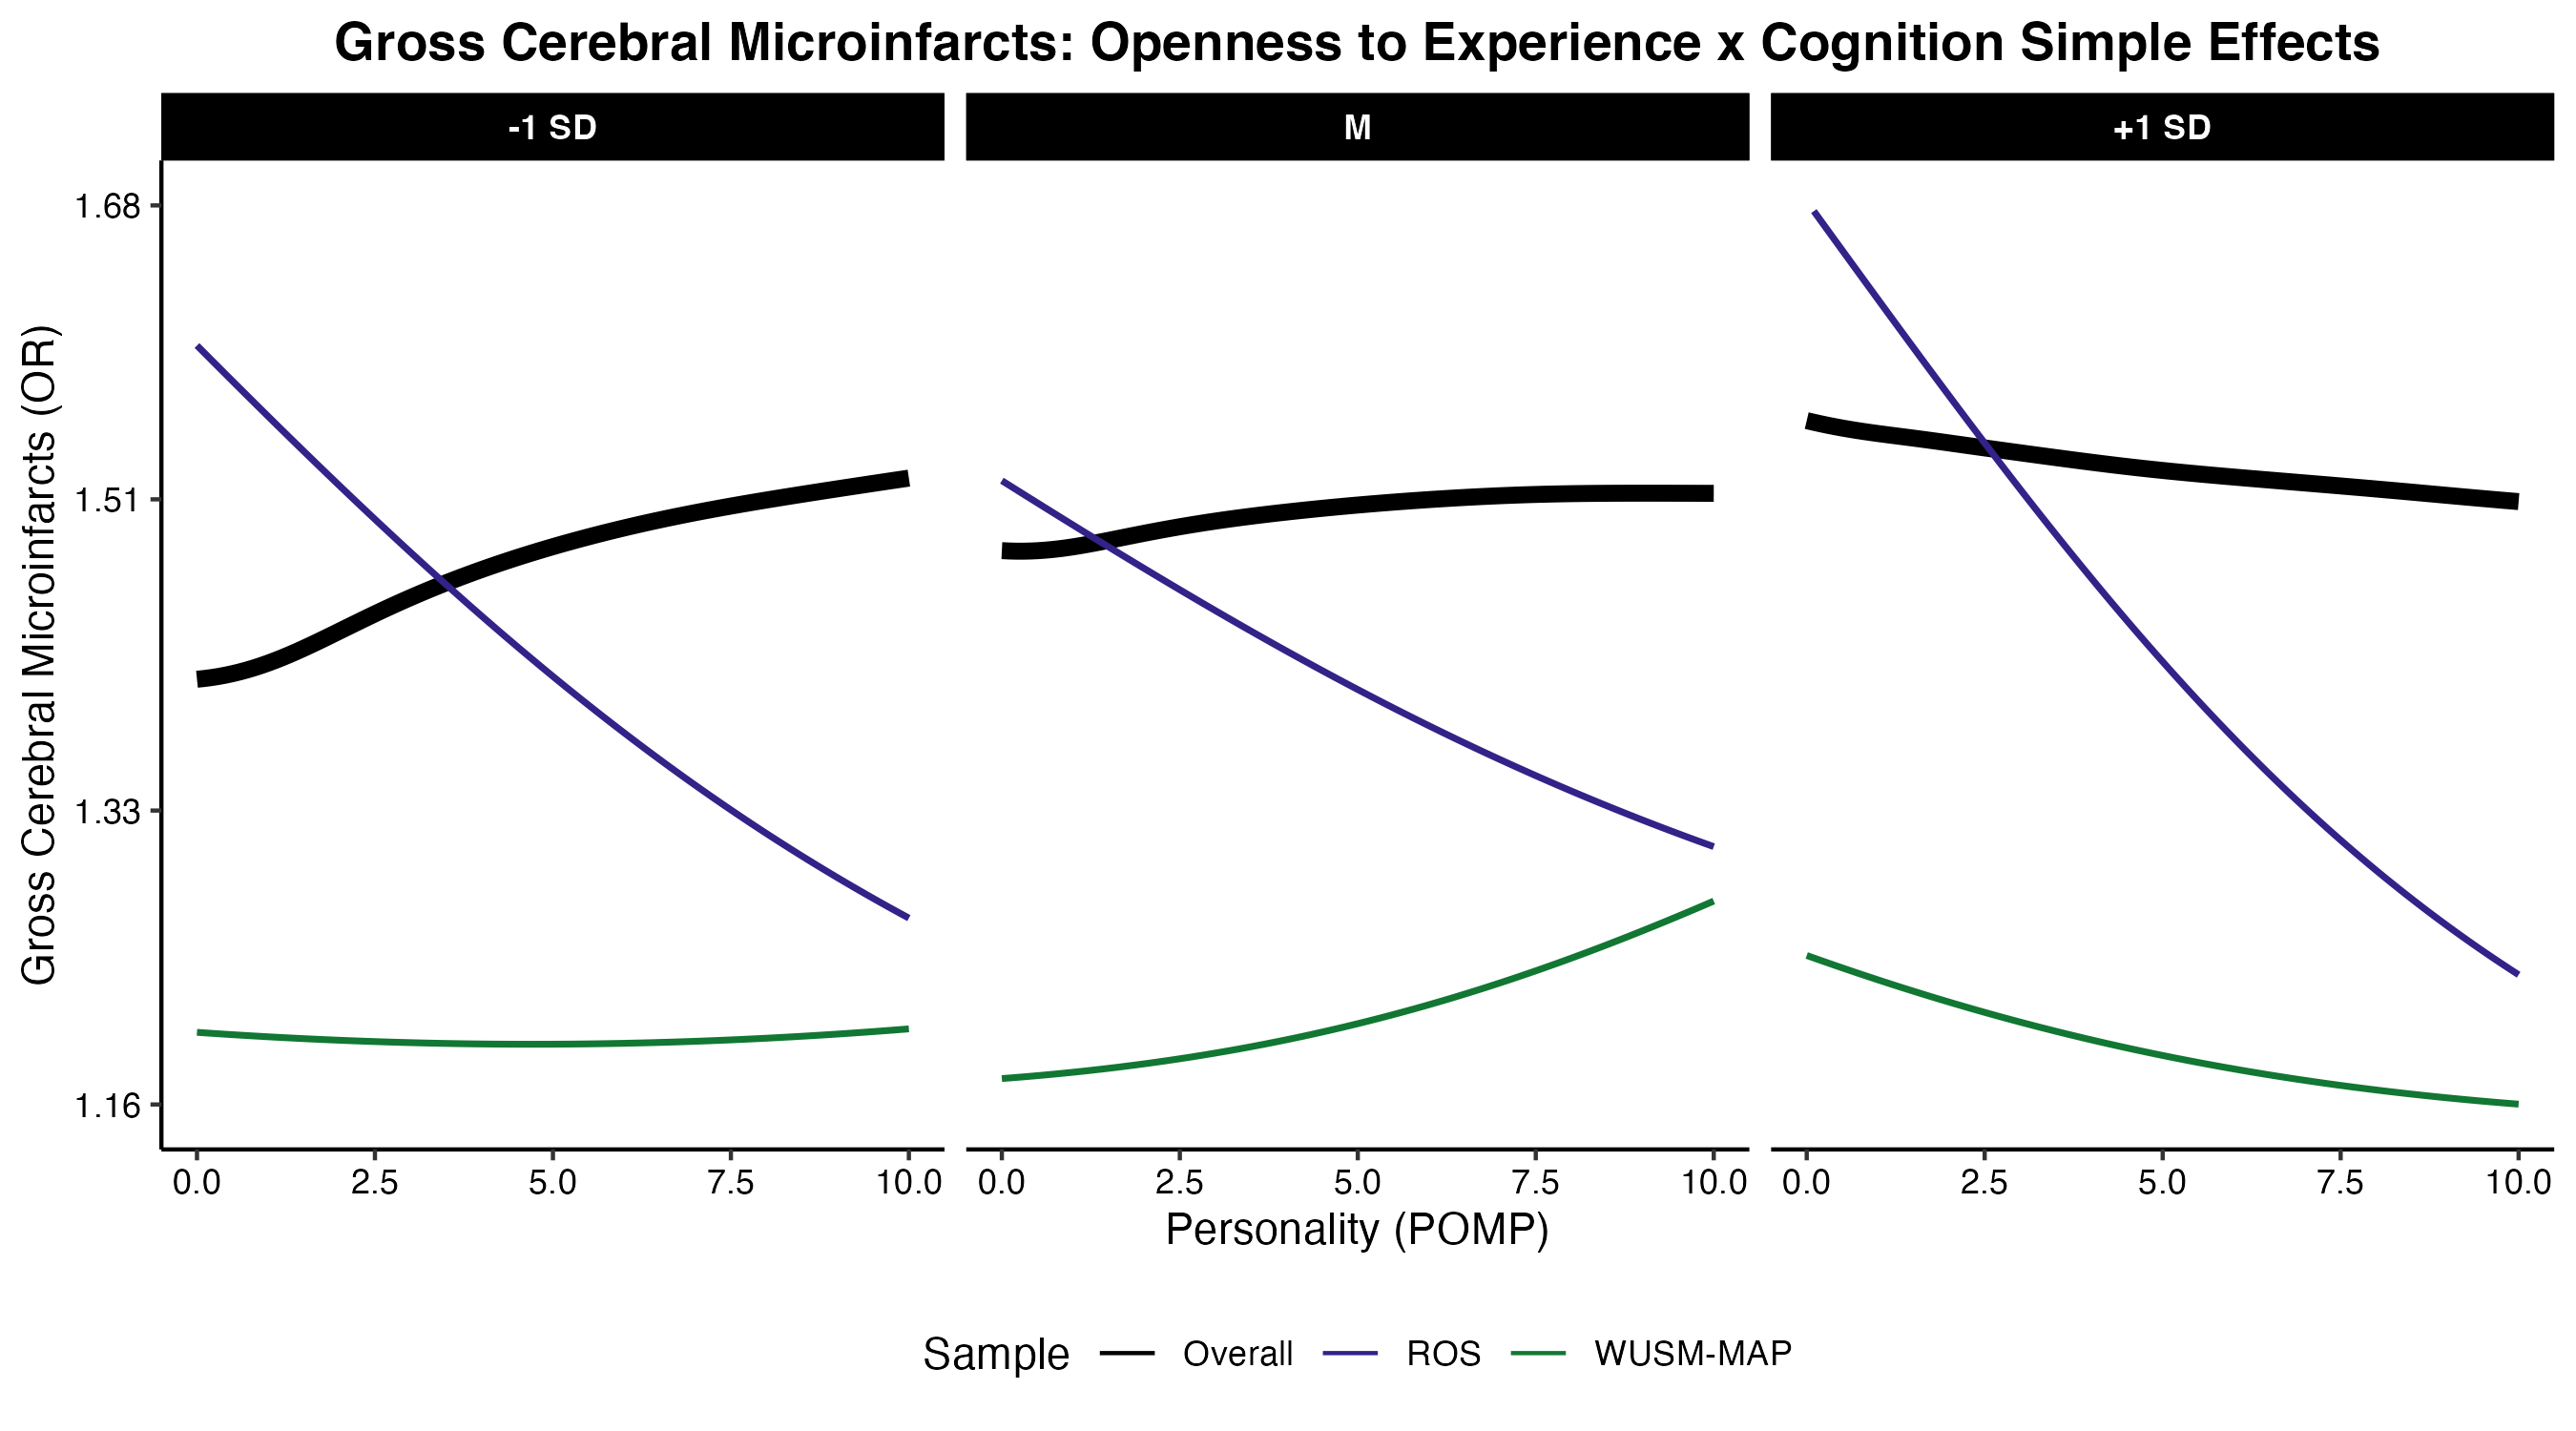 Gross Cerebral Microinfarcts: Openness to Experience x Cognition Simple Effects
-1 SD M +1 SD
Gross Cerebral Microinfarcts (OR)
1.68
1.51
1.33
1.16
0.0 2.5 5.0 7.5 10.0 0.0 2.5 5.0 7.5 10.0 0.0 2.5 5.0 7.5 10.0
Personality (POMP)
Sample Overall ROS WUSM-MAP